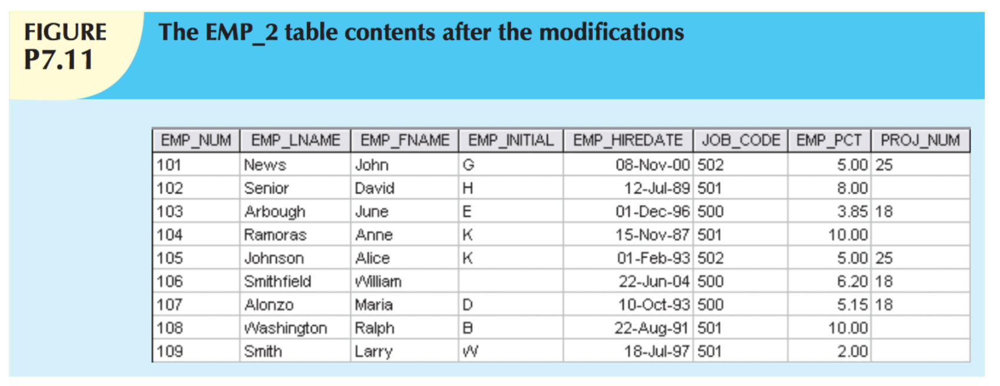 FIGURE P7.11
The EMP_2 table contents after the modifications
EMP_NUM EMP_LNAME EMP_FNAME EMP_INITIAL EMP_HIREDATE JOB_CODE EMP_PCT PROJ_NUM
101 News John G 08-Nov-00 502 5.00 25
102 Senior David H 12-Jul-89 501 8.00
103 Arbough June E 01-Dec-96 500 3.85 18
104 Ramoras Anne K 15-Nov-87 501 10.00
105 Johnson Alice K 01-Feb-93 502 5.00 25
106 Smithfield William 22-Jun-04 500 6.20 18
107 Alonzo Maria D 10-Oct-93 500 5.15 18
108 Washington Ralph B 22-Aug-91 501 10.00
109 Smith Larry W 18-Jul-97 501 2.00